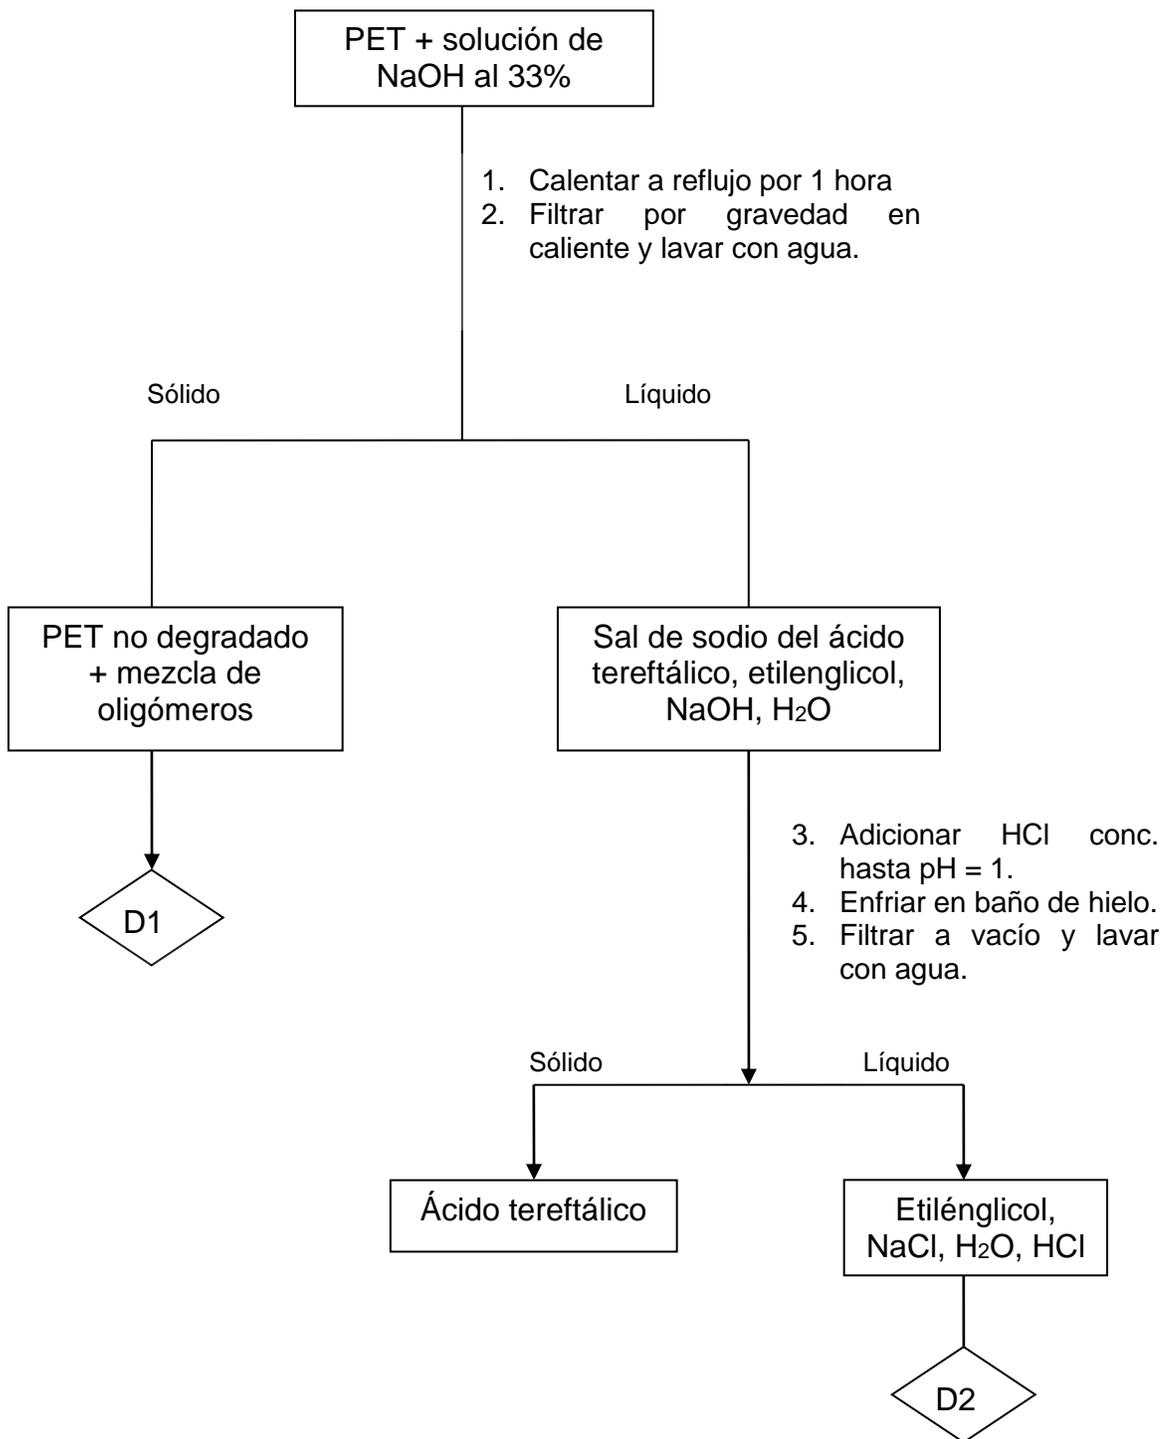 PET + solución de
NaOH al 33%
1. Calentar a reflujo por 1 hora
2. Filtrar por gravedad en
caliente y lavar con agua.
Sólido
Líquido
PET no degradado
+ mezcla de
oligómeros
Sal de sodio del ácido
tereftálico, etilenglicol,
NaOH, H2O
3. Adicionar HCl conc.
hasta pH = 1.
4. Enfriar en baño de hielo.
5. Filtrar a vacío y lavar
con agua.
D1
Sólido
Líquido
Ácido tereftálico
Etilénglicol,
NaCl, H2O, HCl
D2